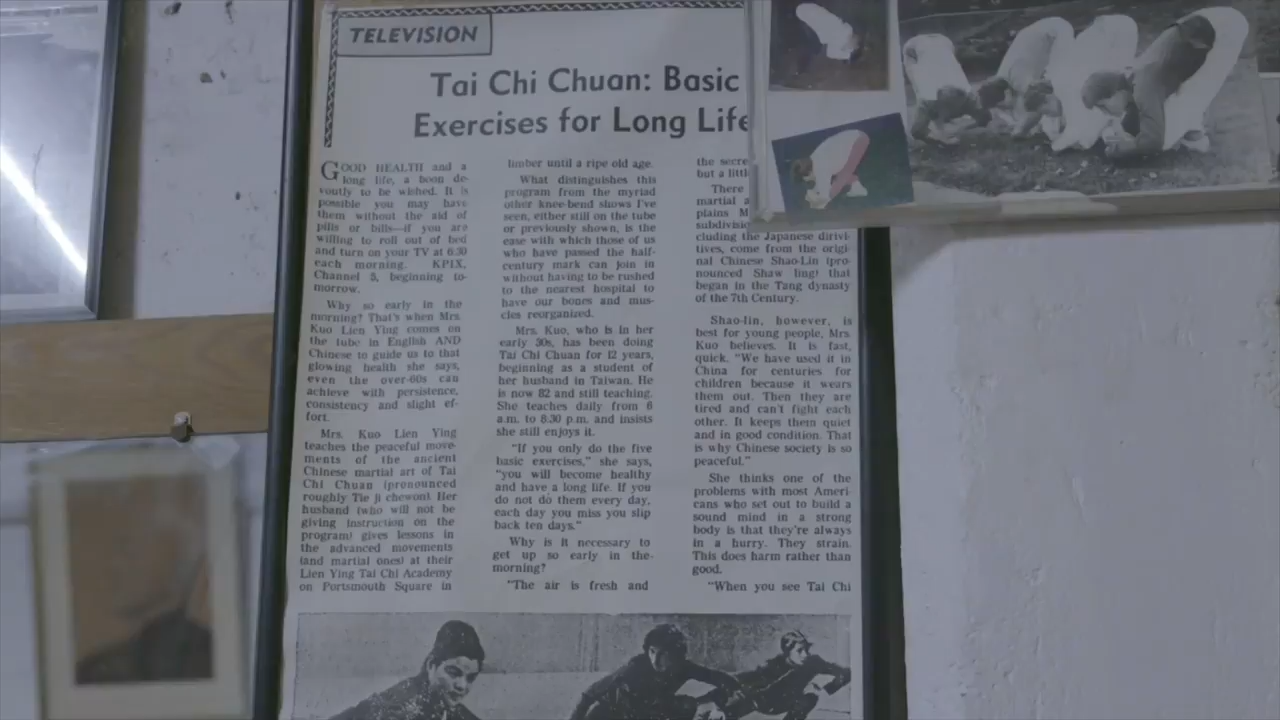 TELEVISION
Tai Chi Chuan: Basic
Exercises for Long Life
GOOD HEALTH and a
long life, a boon de-
voutly to be wished. It is
possible you may have
them without the aid of
pills or bills—if you are
willing to roll out of bed
and turn on your TV at 6:30
each morning. KPIX,
Channel 5, beginning to-
morrow.
Why so early in the
morning? That's when Mrs.
Kuo Lien Ying comes on
the tube in English AND
Chinese to guide us to that
glowing health she says,
even the over-60s can
achieve with persistence,
consistency and slight ef-
fort.
Mrs. Kuo Lien Ying
teaches the peaceful move-
ments of the ancient
Chinese martial art of Tai
Chi Chuan (pronounced
roughly Tie ji chewon) Her
husband (who will not be
giving instruction on the
program) gives lessons in
the advanced movements
(and martial ones) at their
Lien Ying Tai Chi Academy
on Portsmouth Square in
limber until a ripe old age.
What distinguishes this
program from the myriad
other knee-bend shows I've
seen, either still on the tube
or previously shown, is the
ease with which those of us
who have passed the half-
century mark can join in
without having to be rushed
to the nearest hospital to
have our bones and mus-
cles reorganized.
Mrs. Kuo, who is in her
early 30s, has been doing
Tai Chi Chuan for 12 years,
beginning as a student of
her husband in Taiwan. He
is now 82 and still teaching.
She teaches daily from 6
a.m. to 8:30 p.m. and insists
she still enjoys it.
"If you only do the five
basic exercises," she says,
"you will become healthy
and have a long life. If you
do not do them every day,
each day you miss you slip
back ten days."
Why is it necessary to
get up so early in the
morning?
"The air is fresh and
the secre
but a littl
There
martial a
plains M
subdivisio
cluding the Japanese dirivi-
tives, come from the origi-
nal Chinese Shao-Lin (pro-
nounced Shaw ling) that
began in the Tang dynasty
of the 7th Century.
Shao-lin, however, is
best for young people, Mrs.
Kuo believes. It is fast,
quick. "We have used it in
China for centuries for
children because it wears
them out. Then they are
tired and can't fight each
other. It keeps them quiet
and in good condition. That
is why Chinese society is so
peaceful."
She thinks one of the
problems with most Ameri-
cans who set out to build a
sound mind in a strong
body is that they're always
in a hurry. They strain.
This does harm rather than
good.
"When you see Tai Chi